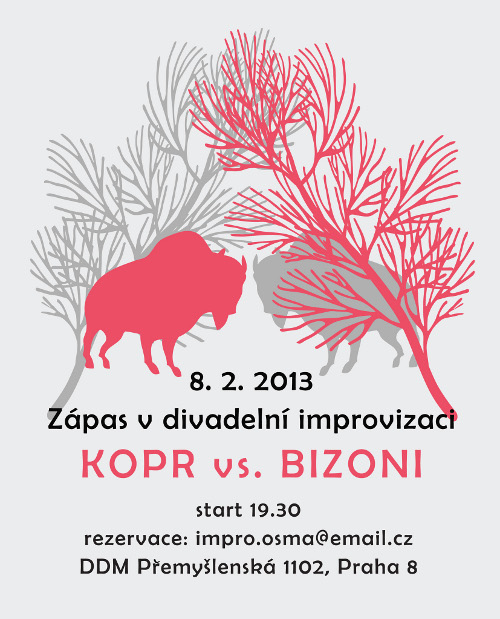 8. 2. 2013
Zápas v divadelní improvizaci
KOPR vs. BIZONI
start 19.30
rezervace: impro.osma@email.cz
DDM Přemyšlenská 1102, Praha 8